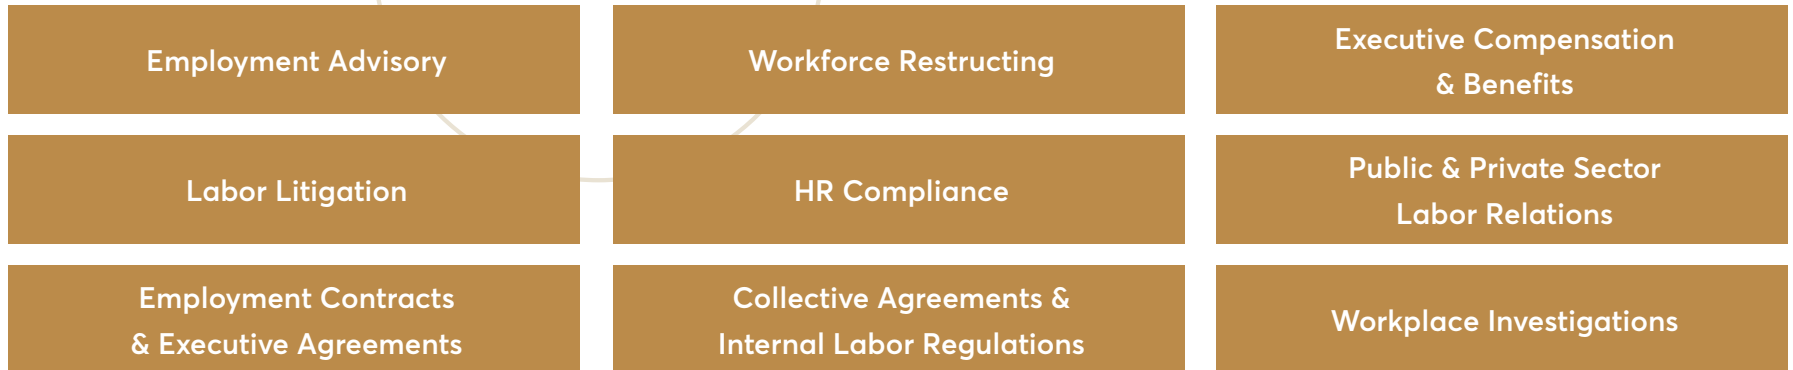 Employment Advisory
Workforce Restructing
Executive Compensation
& Benefits
Labor Litigation
HR Compliance
Public & Private Sector
Labor Relations
Employment Contracts
& Executive Agreements
Collective Agreements &
Internal Labor Regulations
Workplace Investigations